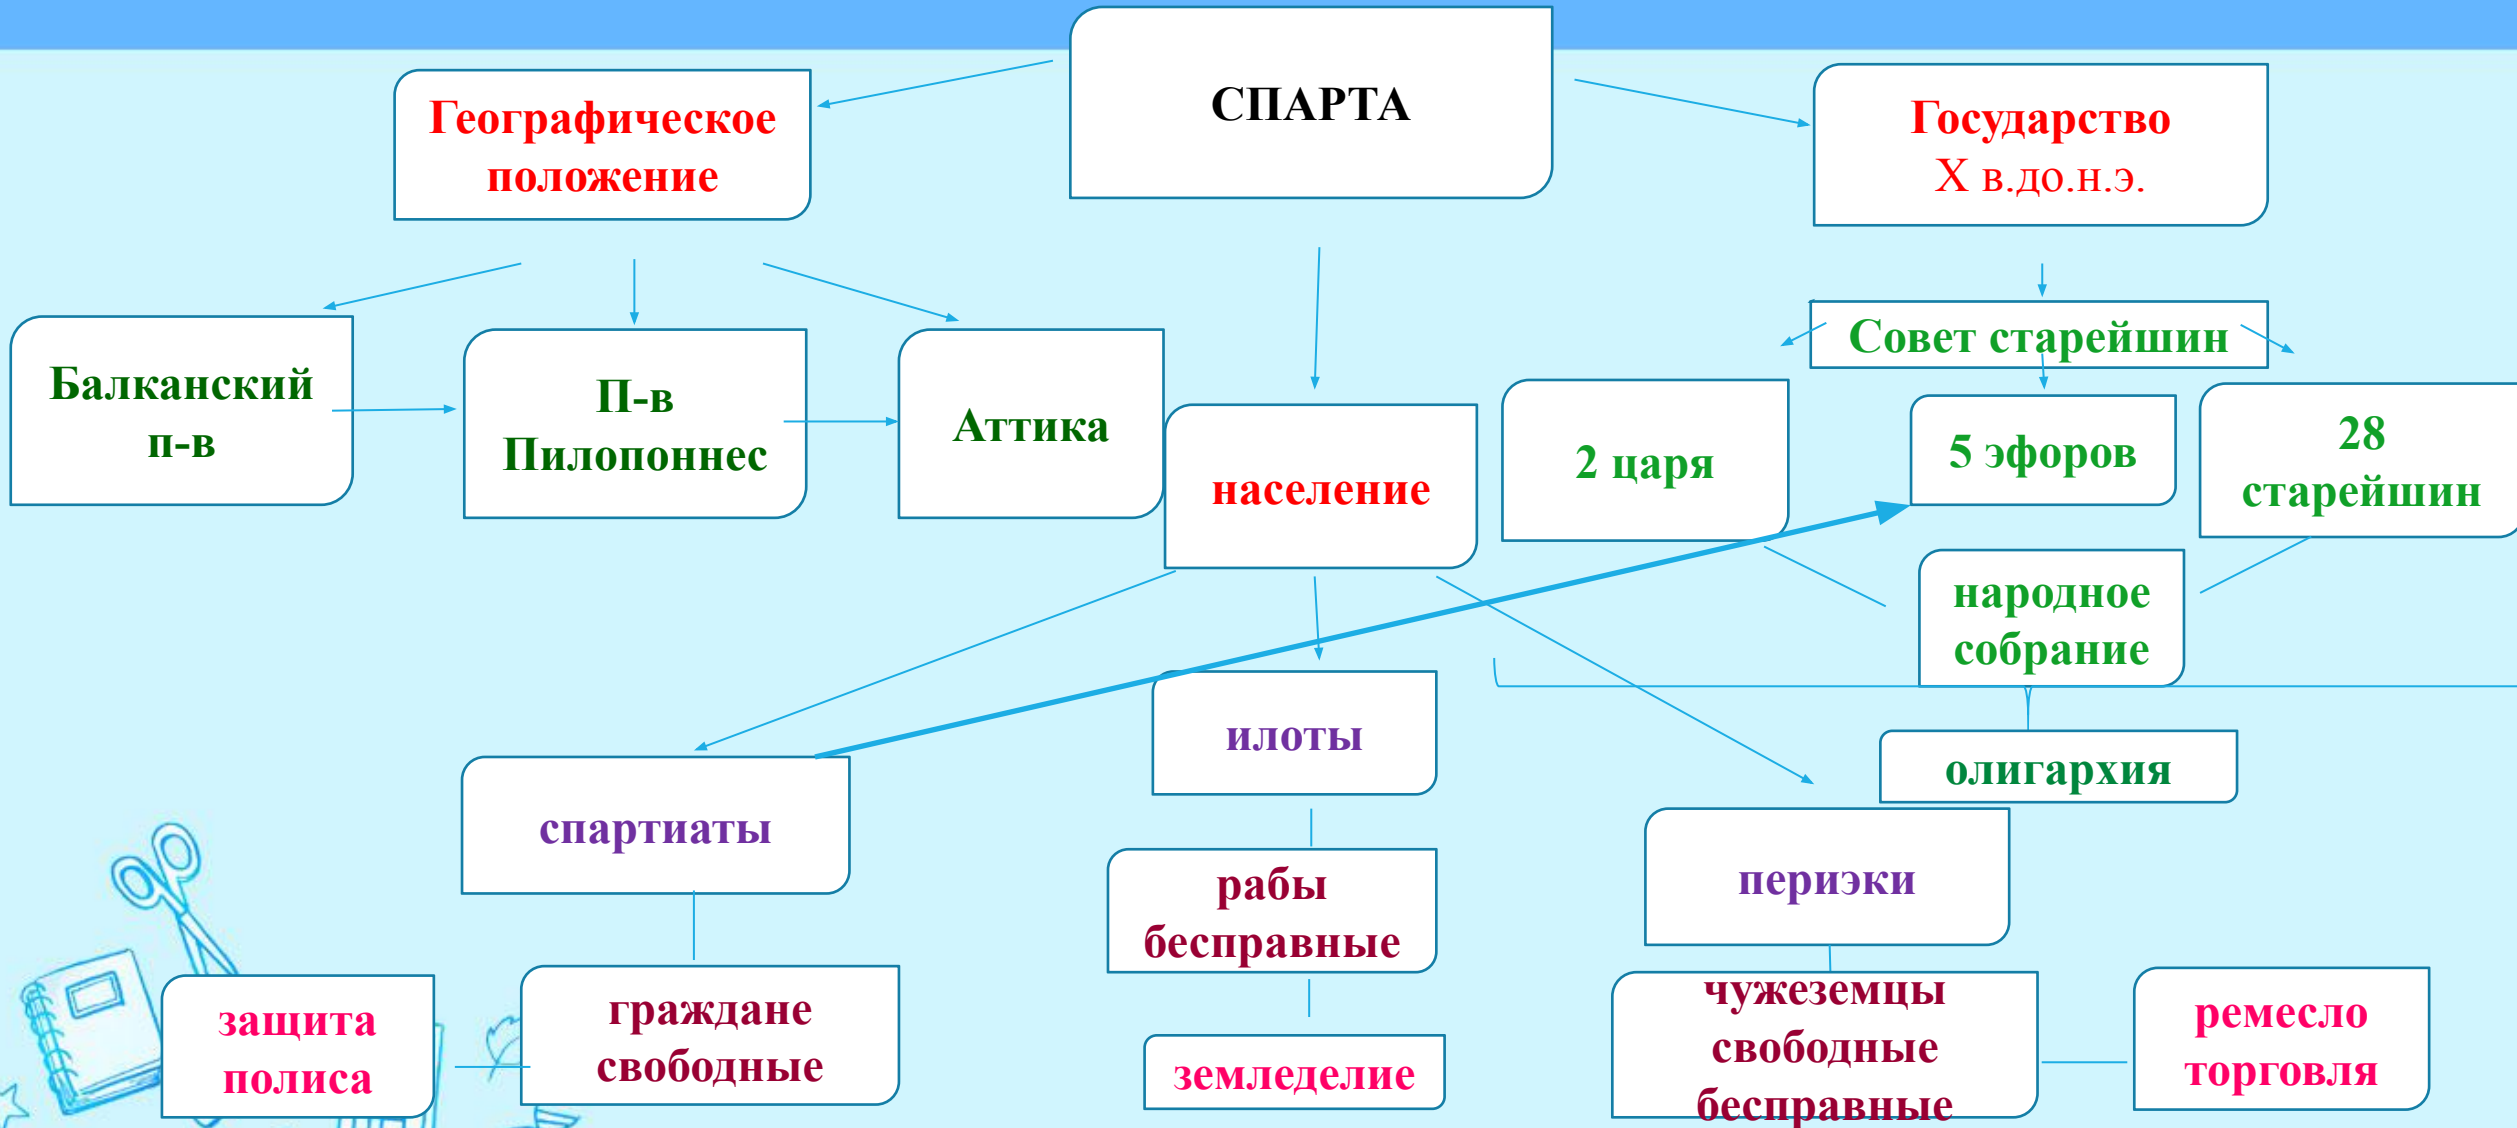 СПАРТА
Географическое
положение
Государство
X в.до.н.э.
Балканский
п-в
П-в
Пилопоннес
Аттика
население
Совет старейшин
2 царя
5 эфоров
28
старейшин
народное
собрание
олигархия
спартиаты
илоты
периэки
рабы
бесправные
граждане
свободные
защита
полиса
земледелие
чужеземцы
свободные
бесправные
ремесло
торговля